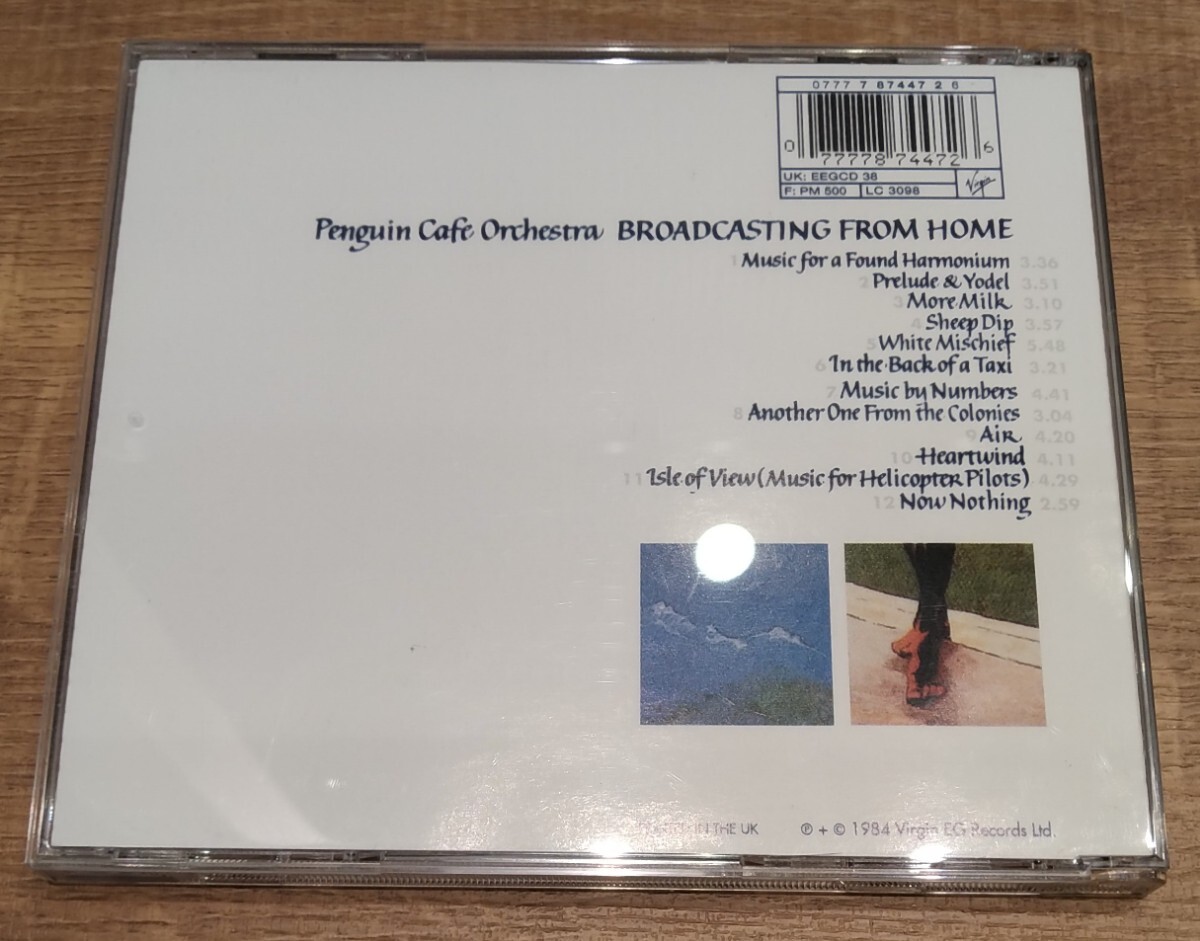 0777 7 87447 2 6
0 77778 74472 6
UK: EEGCD 38
F: PM 500 LC 3098 Virgin
Penguin Cafe Orchestra BROADCASTING FROM HOME
1 Music for a Found Harmonium 3.36
2 Prelude & Yodel 3.51
3 More Milk 3.10
4 Sheep Dip 3.57
5 White Mischief 5.48
6 In the Back of a Taxi 3.21
7 Music by Numbers 4.41
8 Another One From the Colonies 3.04
9 Air 4.20
10 Heartwind 4.11
11 Isle of View (Music for Helicopter Pilots) 4.29
12 Now Nothing 2.59
IN THE UK ℗ + © 1984 Virgin EG Records Ltd.